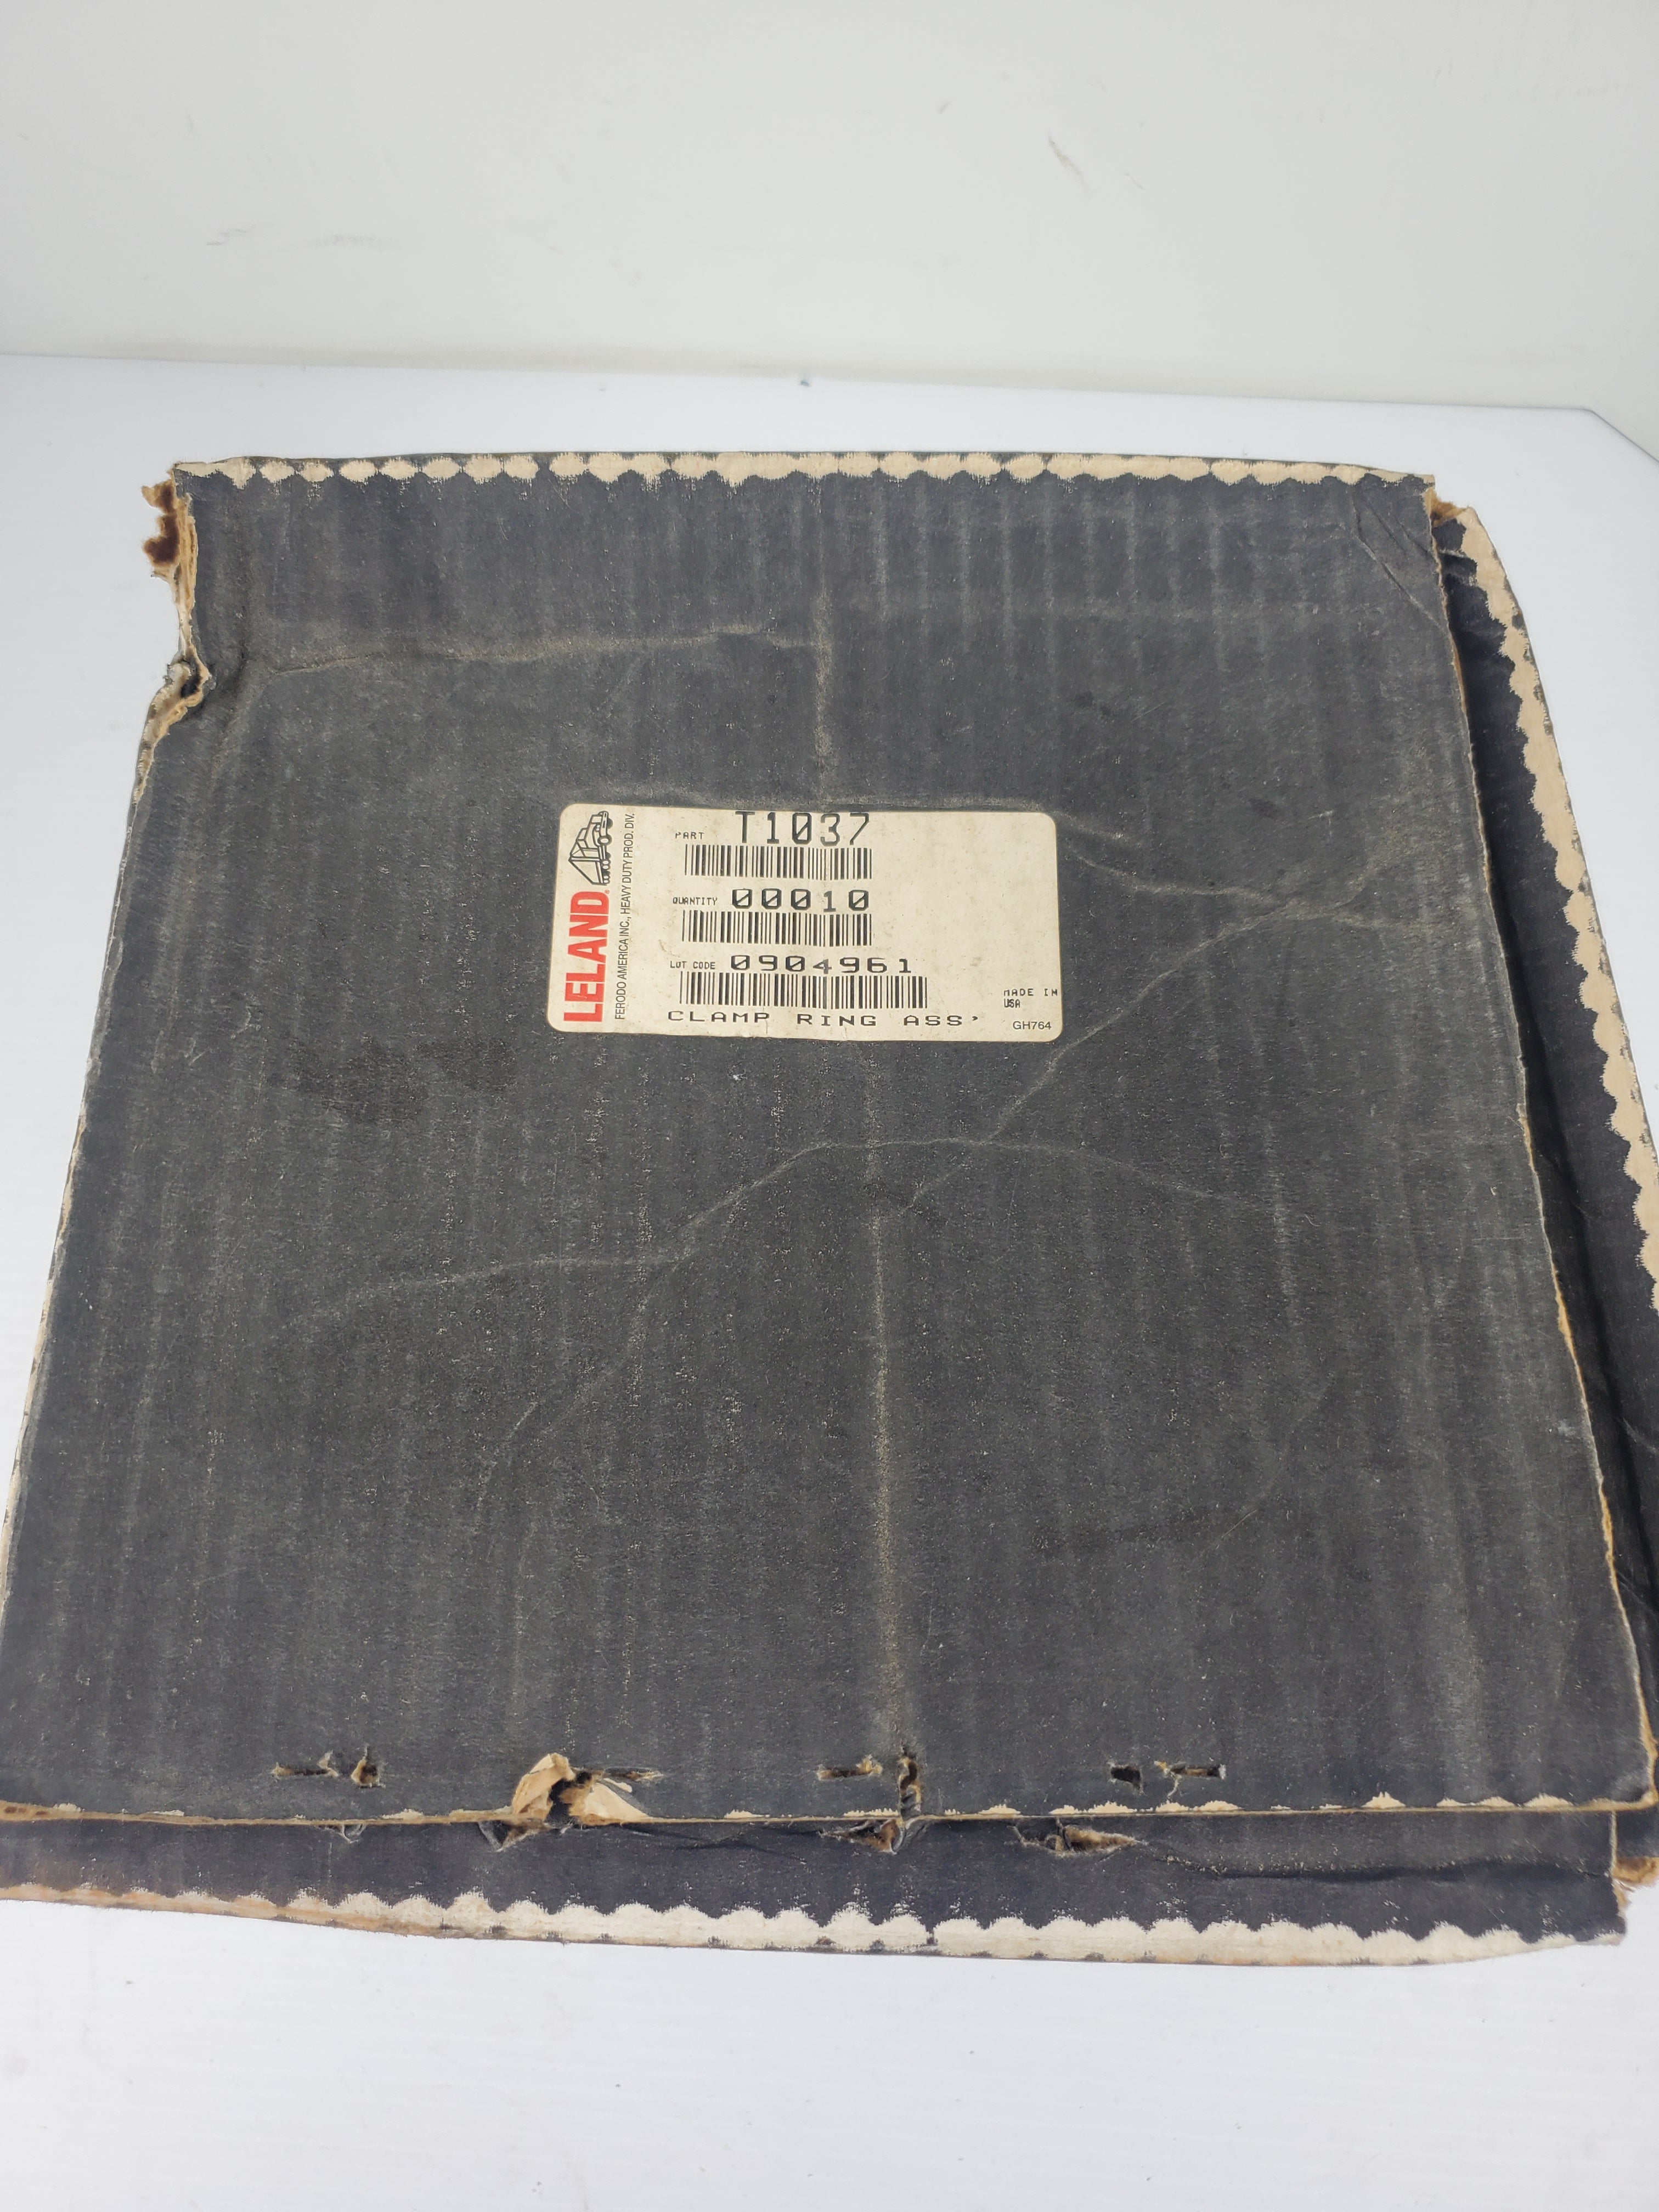 LELAND®
FERODO AMERICA INC., HEAVY DUTY PROD. DIV.
PART T1037
QUANTITY 00010
LOT CODE 0904961
MADE IN
USA
CLAMP RING ASS'
GH764